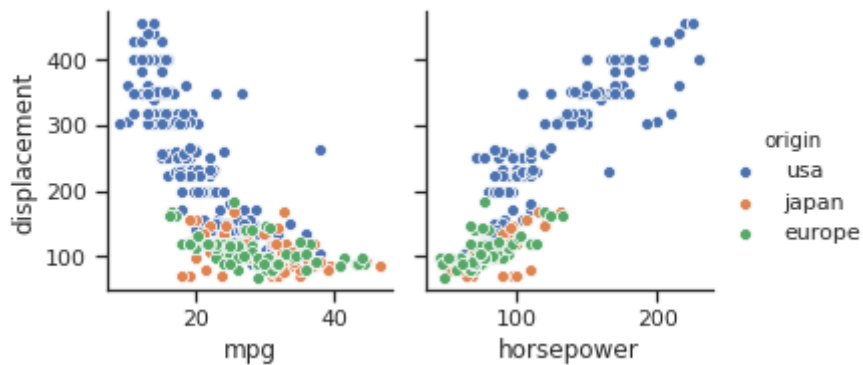 displacement
400
300
200
100
20 40
mpg
100 200
horsepower
origin
usa
japan
europe